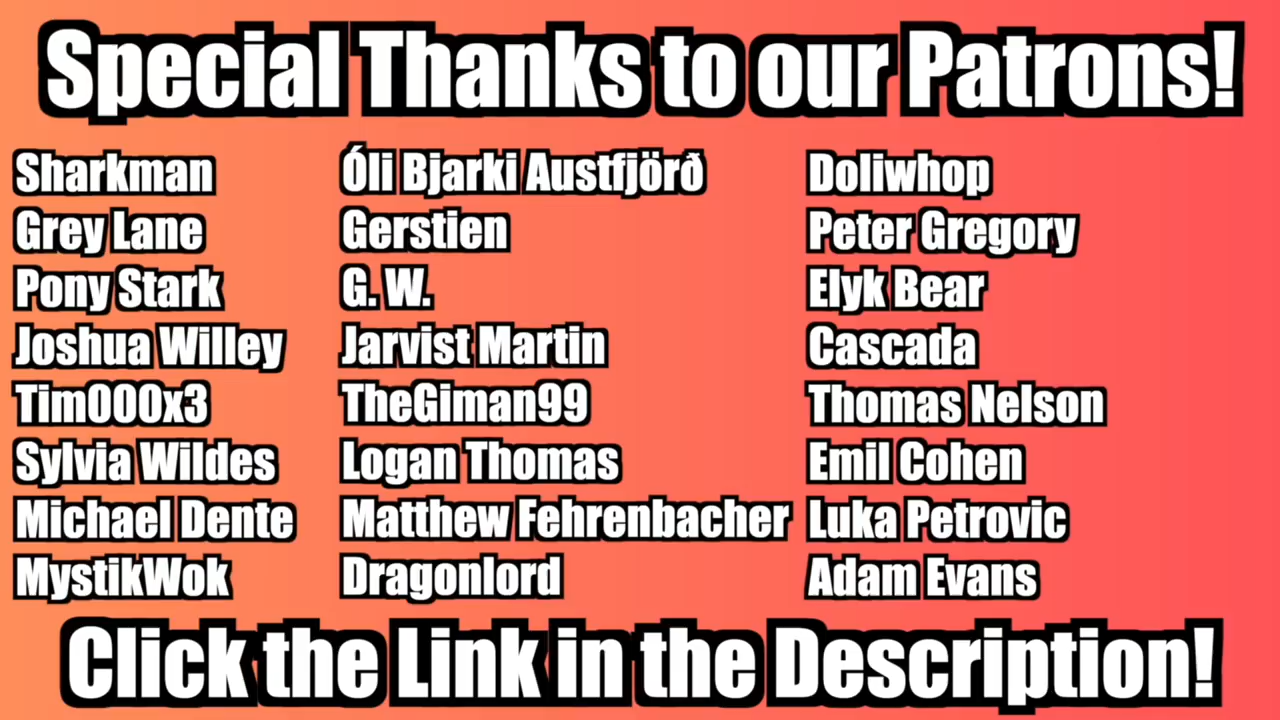 Special Thanks to our Patrons!
Sharkman
Grey Lane
Pony Stark
Joshua Willey
Tim000x3
Sylvia Wildes
Michael Dente
MystikWok
Óli Bjarki Austfjörð
Gerstien
G. W.
Jarvist Martin
TheGiman99
Logan Thomas
Matthew Fehrenbacher
Dragonlord
Doliwhop
Peter Gregory
Elyk Bear
Cascada
Thomas Nelson
Emil Cohen
Luka Petrovic
Adam Evans
Click the Link in the Description!